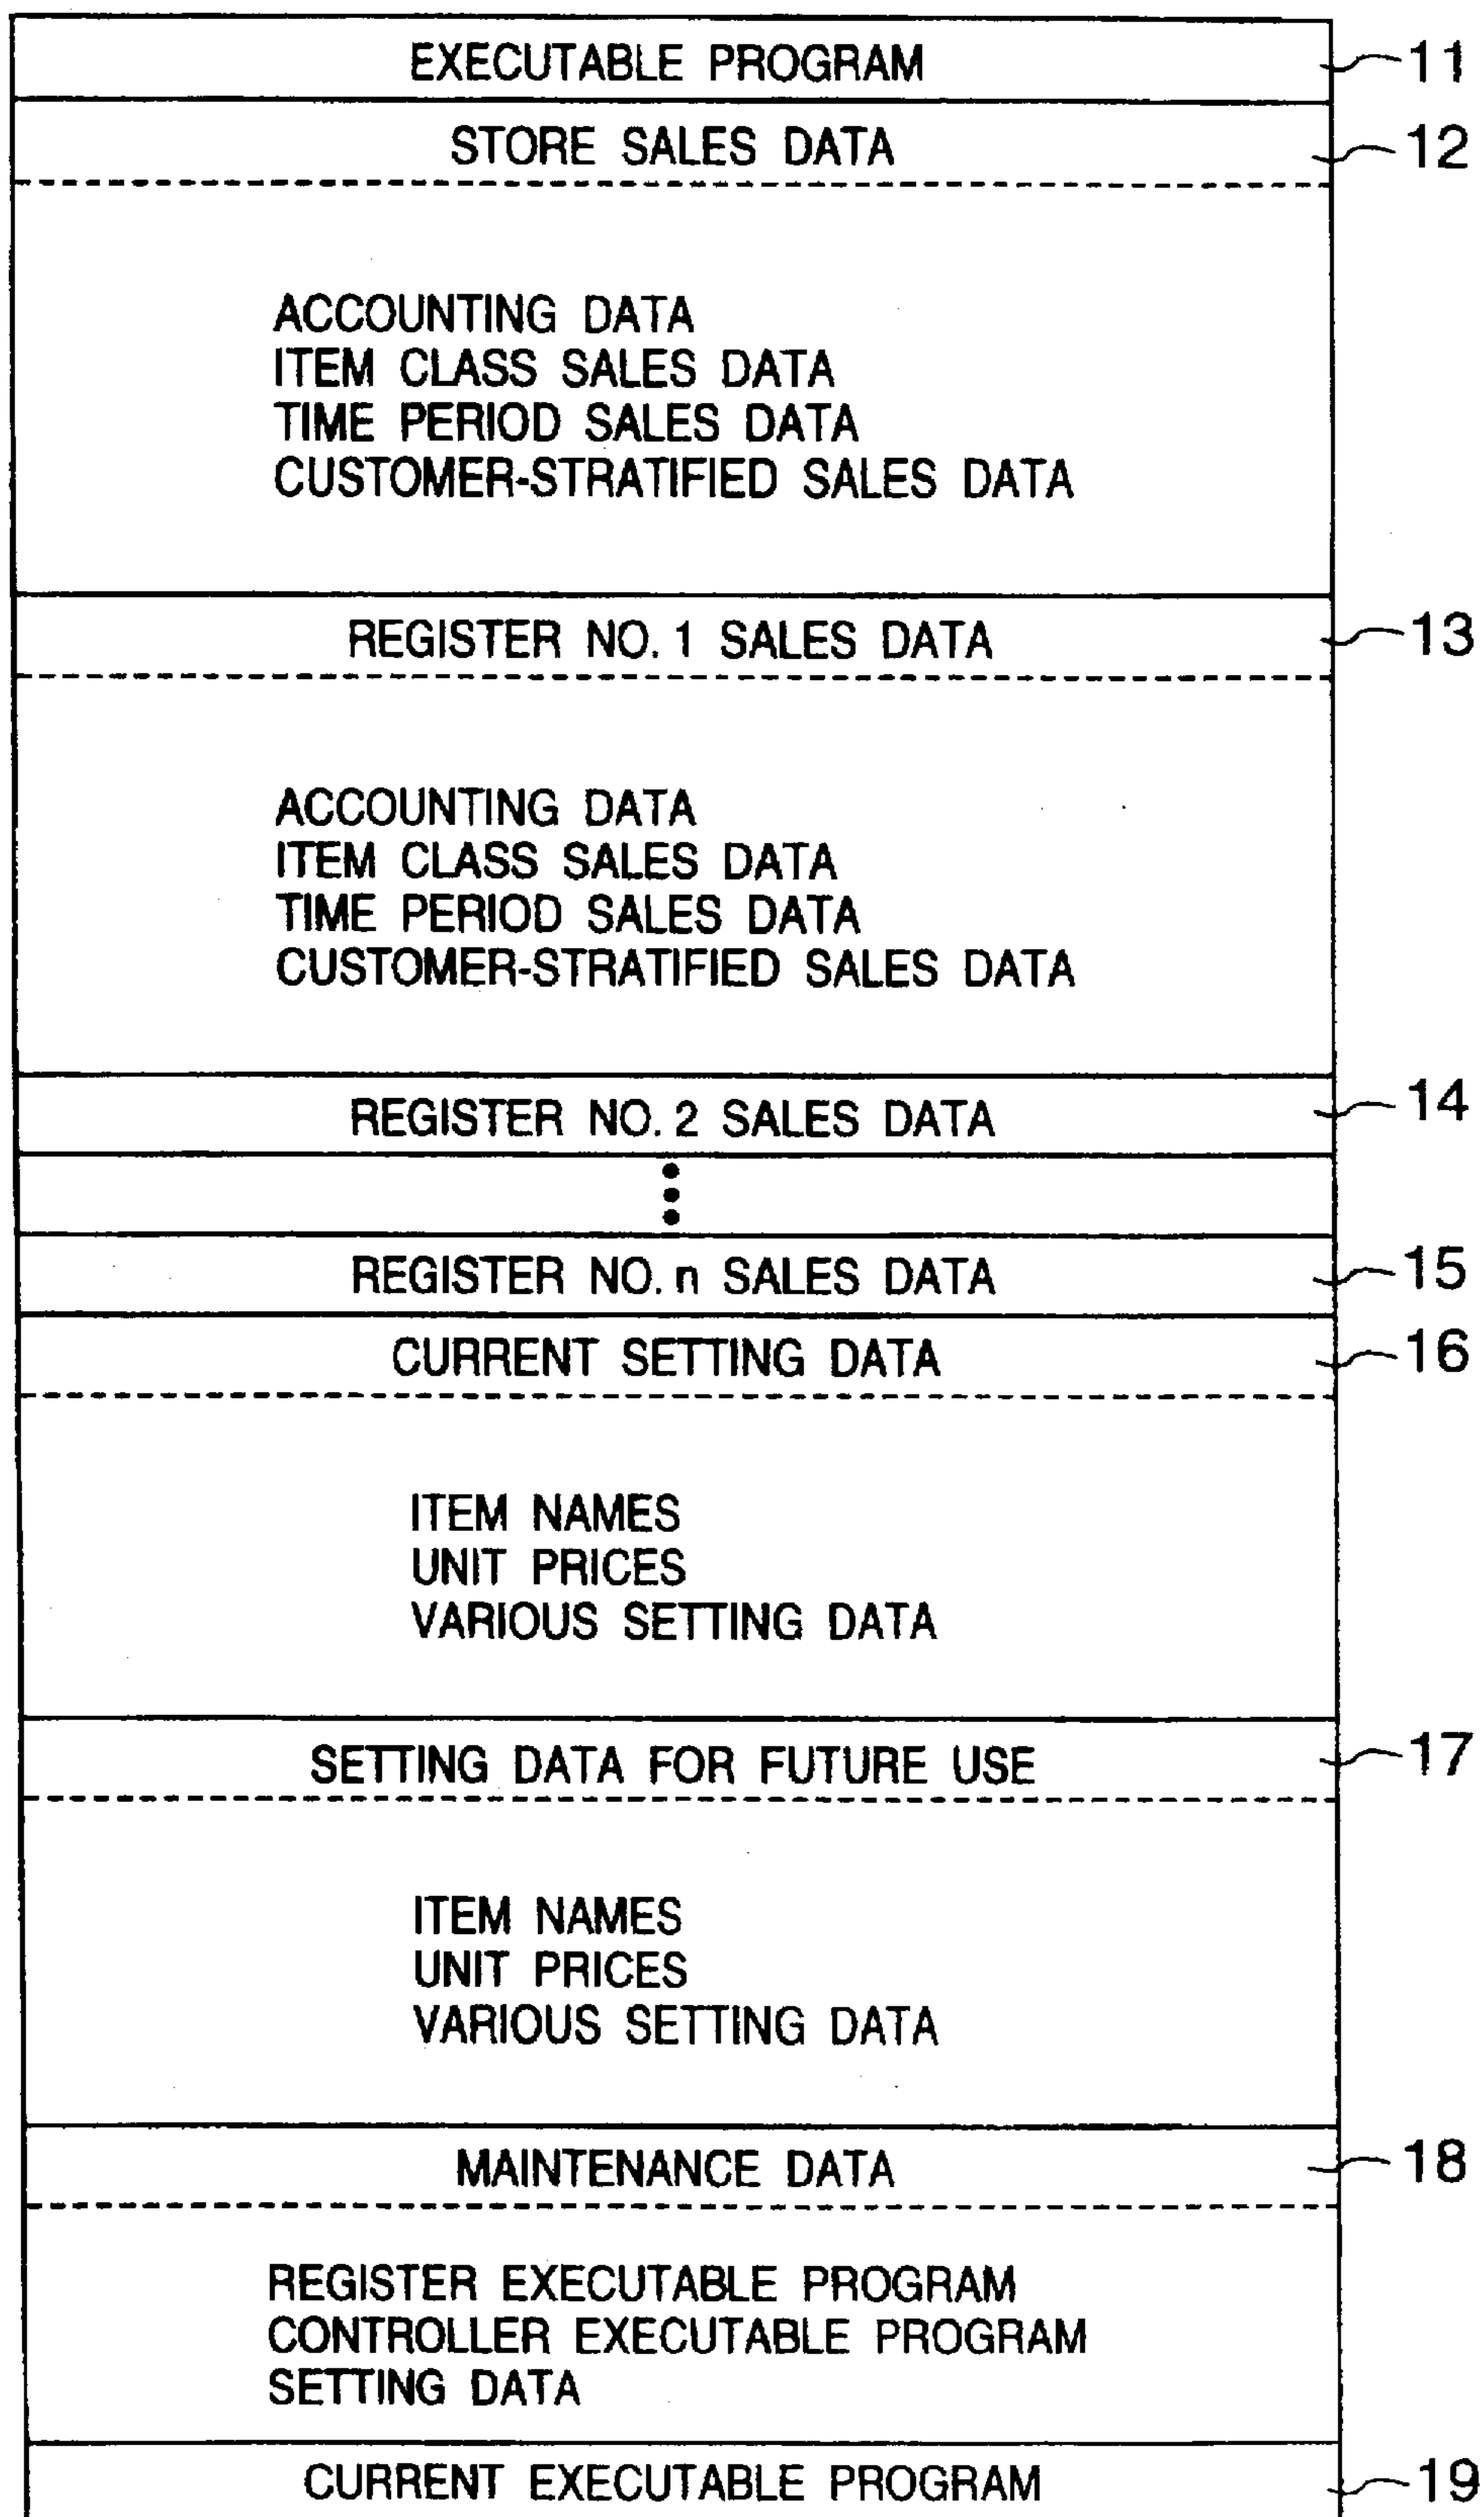 EXECUTABLE PROGRAM 11
STORE SALES DATA 12
ACCOUNTING DATA
ITEM CLASS SALES DATA
TIME PERIOD SALES DATA
CUSTOMER-STRATIFIED SALES DATA
REGISTER NO. 1 SALES DATA 13
ACCOUNTING DATA
ITEM CLASS SALES DATA
TIME PERIOD SALES DATA
CUSTOMER-STRATIFIED SALES DATA
REGISTER NO. 2 SALES DATA 14
REGISTER NO. n SALES DATA 15
CURRENT SETTING DATA 16
ITEM NAMES
UNIT PRICES
VARIOUS SETTING DATA
SETTING DATA FOR FUTURE USE 17
ITEM NAMES
UNIT PRICES
VARIOUS SETTING DATA
MAINTENANCE DATA 18
REGISTER EXECUTABLE PROGRAM
CONTROLLER EXECUTABLE PROGRAM
SETTING DATA
CURRENT EXECUTABLE PROGRAM 19